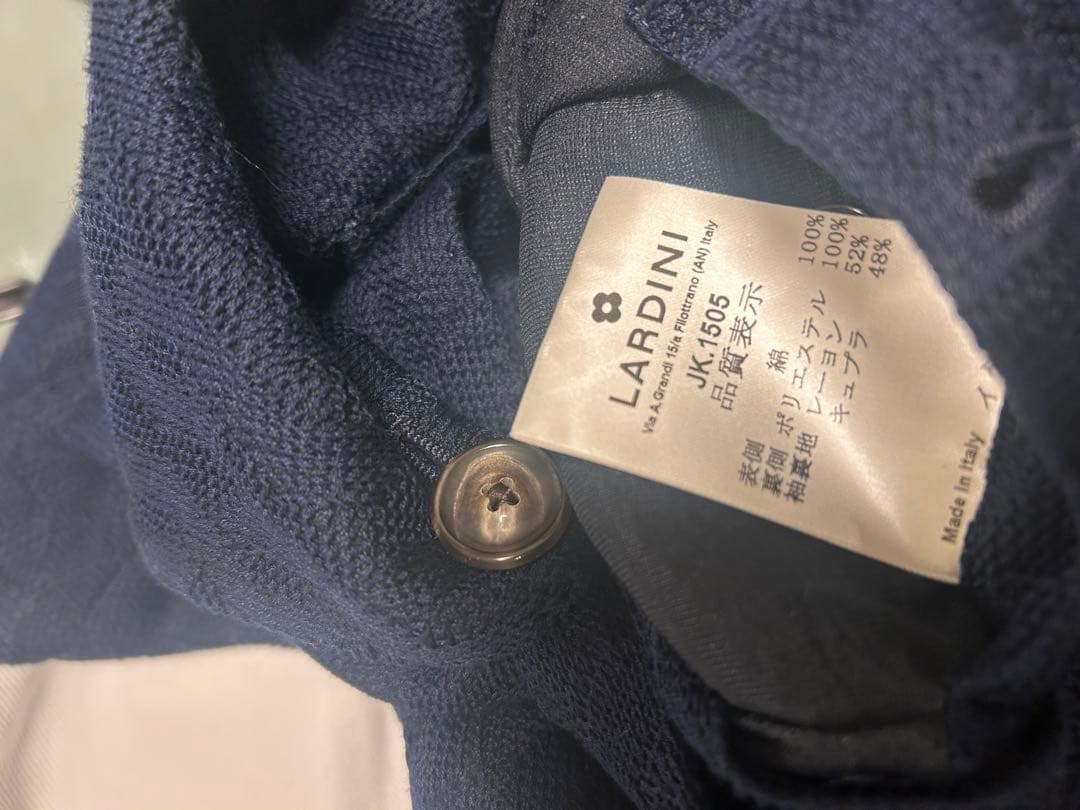 LARDINI
Via A.Grandi 15/a Filottrano (AN) Italy
JK.1505
品質表示
表側 綿 100%
裏側 ポリエステル 100%
袖裏地 レーヨン 52%
キュプラ 48%
Made in Italy